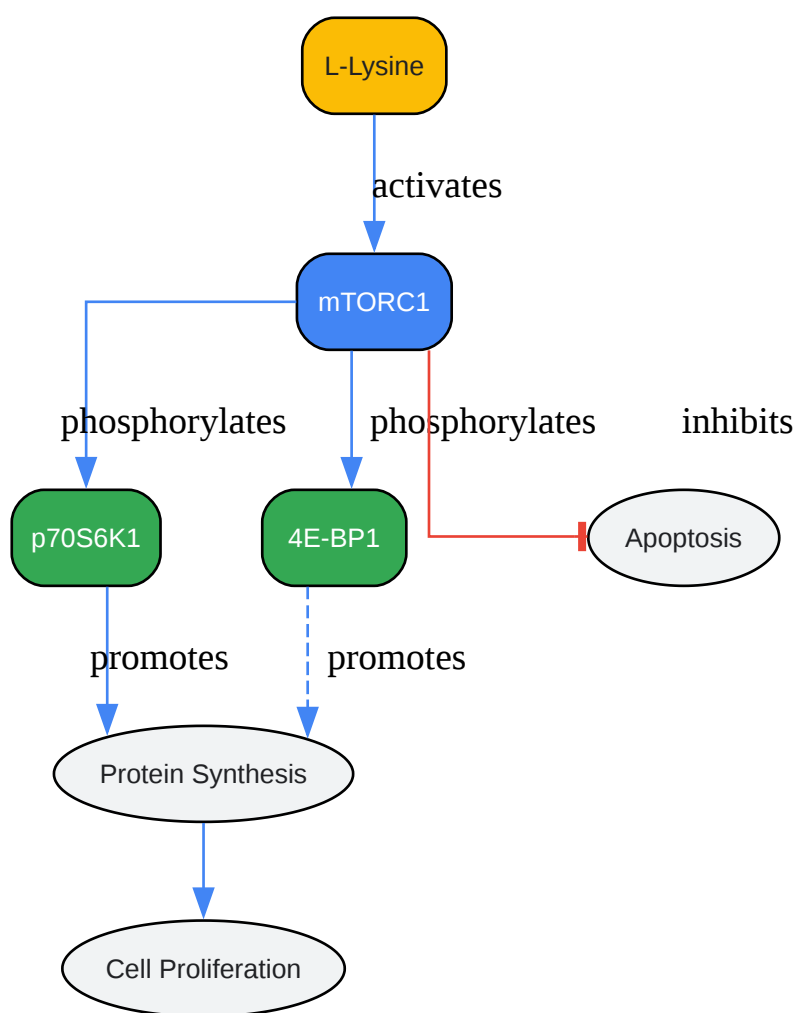 L-Lysine
activates
mTORC1
phosphorylates
phosphorylates
inhibits
p70S6K1
4E-BP1
Apoptosis
promotes
promotes
Protein Synthesis
Cell Proliferation